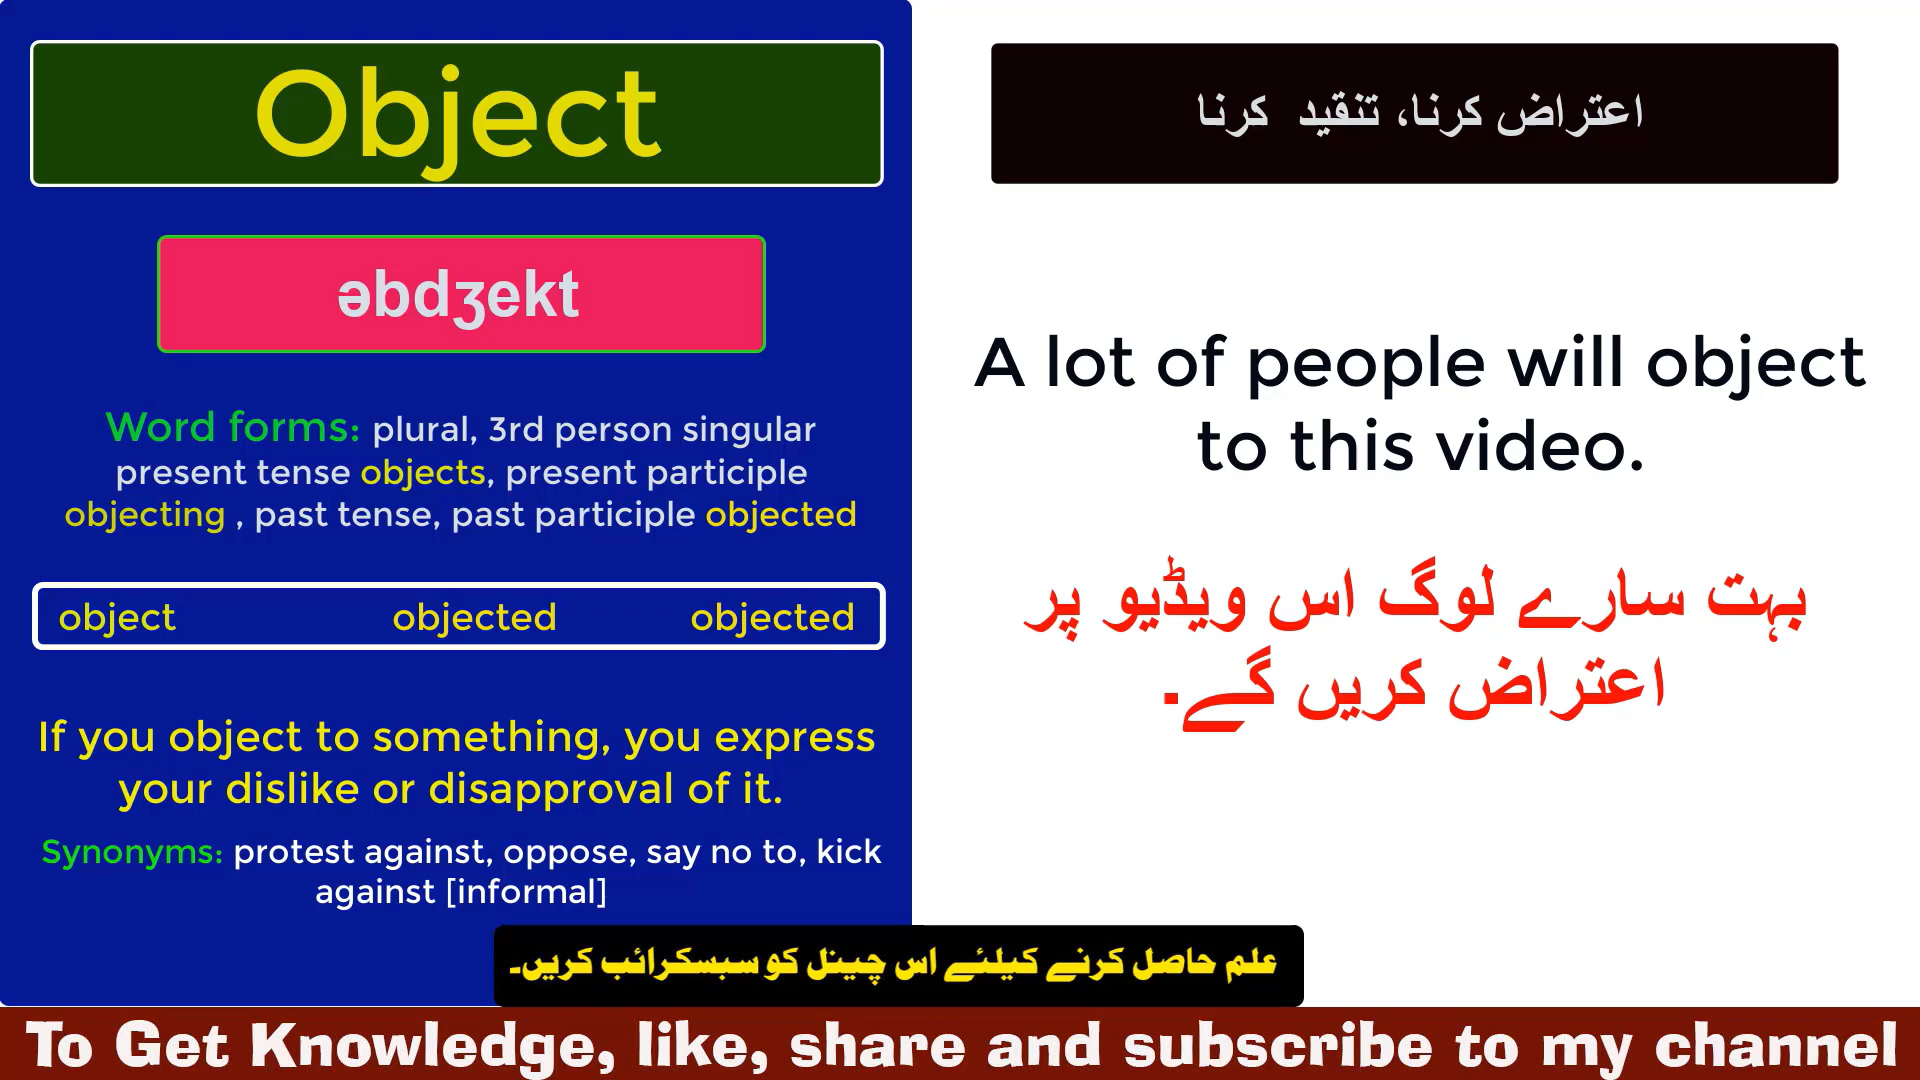 Object
əbdʒekt
Word forms: plural, 3rd person singular
present tense objects, present participle
objecting , past tense, past participle objected
object objected objected
If you object to something, you express
your dislike or disapproval of it.
Synonyms: protest against, oppose, say no to, kick
against [informal]
اعتراض کرنا، تنقید کرنا
A lot of people will object
to this video.
بہت سارے لوگ اس ویڈیو پر
اعتراض کریں گے۔
علم حاصل کرنے کیلئے اس چینل کو سبسکرائب کریں۔
To Get Knowledge, like, share and subscribe to my channel